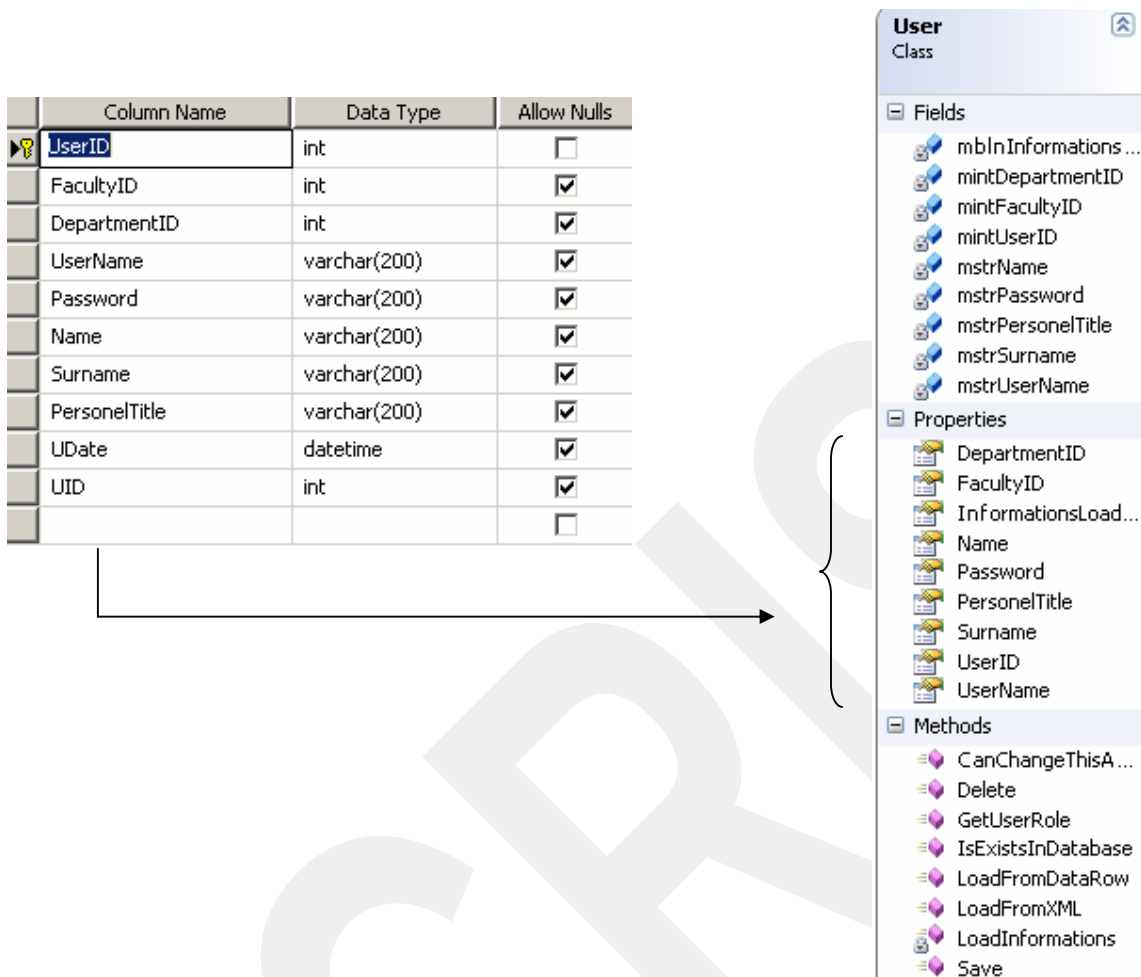 Column Name Data Type Allow Nulls
UserID int
FacultyID int
DepartmentID int
UserName varchar(200)
Password varchar(200)
Name varchar(200)
Surname varchar(200)
PersonelTitle varchar(200)
UDate datetime
UID int
User
Class
Fields
mblnInformations...
mintDepartmentID
mintFacultyID
mintUserID
mstrName
mstrPassword
mstrPersonelTitle
mstrSurname
mstrUserName
Properties
DepartmentID
FacultyID
InformationsLoad...
Name
Password
PersonelTitle
Surname
UserID
UserName
Methods
CanChangeThisA...
Delete
GetUserRole
IsExistsInDatabase
LoadFromDataRow
LoadFromXML
LoadInformations
Save